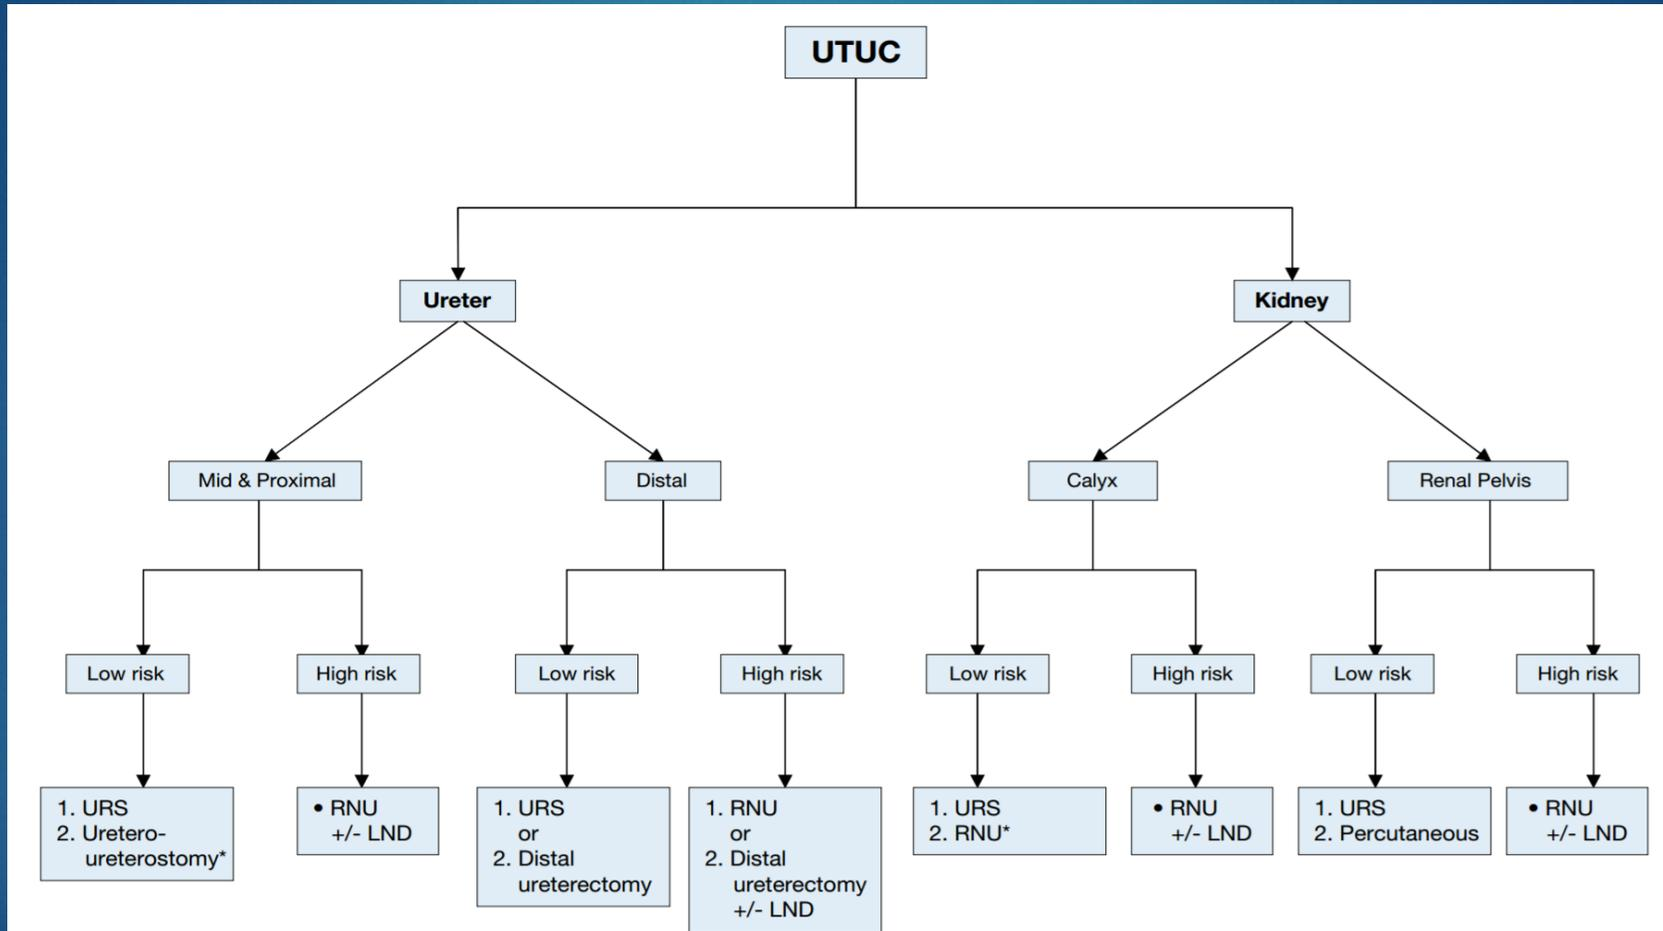 UTUC
Ureter
Kidney
Mid & Proximal
Distal
Calyx
Renal Pelvis
Low risk
High risk
Low risk
High risk
Low risk
High risk
Low risk
High risk
1. URS
2. Uretero-
ureterostomy*
• RNU
+/- LND
1. URS
or
2. Distal
ureterectomy
1. RNU
or
2. Distal
ureterectomy
+/- LND
1. URS
2. RNU*
• RNU
+/- LND
1. URS
2. Percutaneous
• RNU
+/- LND